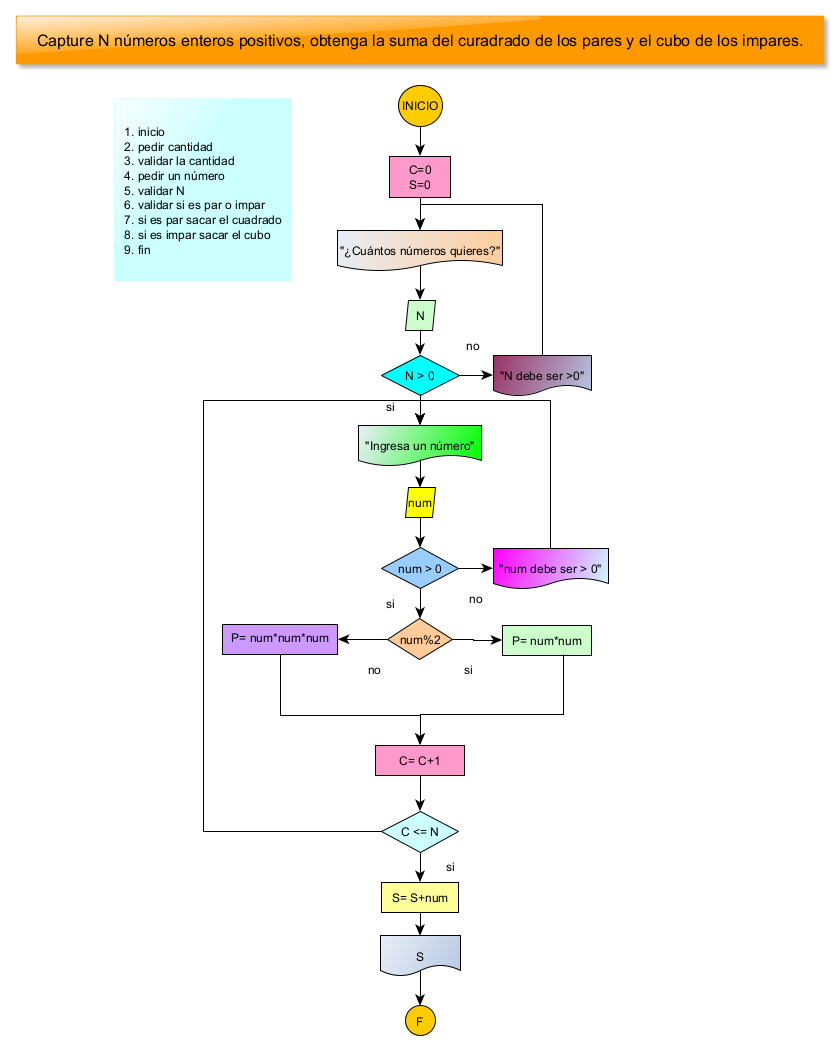 Capture N números enteros positivos, obtenga la suma del curadrado de los pares y el cubo de los impares.
1. inicio
2. pedir cantidad
3. validar la cantidad
4. pedir un número
5. validar N
6. validar si es par o impar
7. si es par sacar el cuadrado
8. si es impar sacar el cubo
9. fin
INICIO
C=0
S=0
"¿Cuántos números quieres?"
N
no
N > 0
"N debe ser >0"
si
"Ingresa un número"
num
num > 0
"num debe ser > 0"
si
no
P= num*num*num
num%2
P= num*num
no
si
C= C+1
C <= N
si
S= S+num
S
F